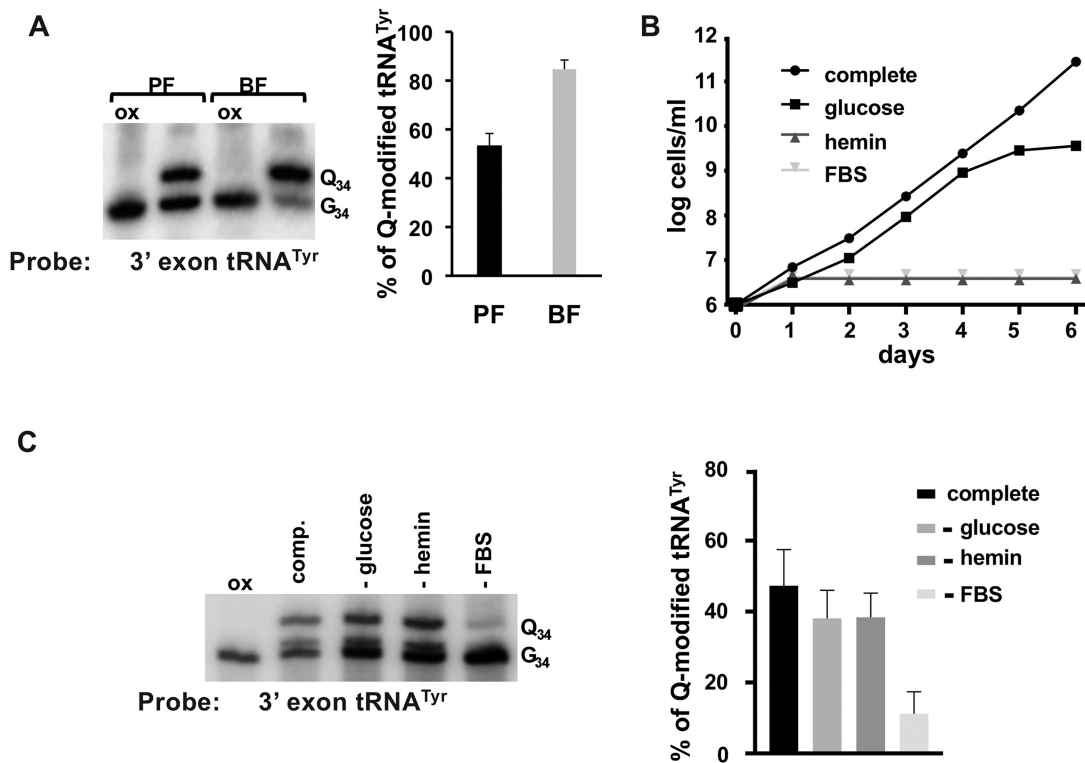 A
PF BF
ox ox
Q34
G34
Probe: 3’ exon tRNATyr
% of Q-modified tRNATyr
100
80
60
40
20
0
PF BF
B
log cells/ml
12
11
10
9
8
7
6
complete
glucose
hemin
FBS
0 1 2 3 4 5 6
days
C
ox
comp.
- glucose
- hemin
- FBS
Q34
G34
Probe: 3’ exon tRNATyr
% of Q-modified tRNATyr
80
60
40
20
0
complete
- glucose
- hemin
- FBS